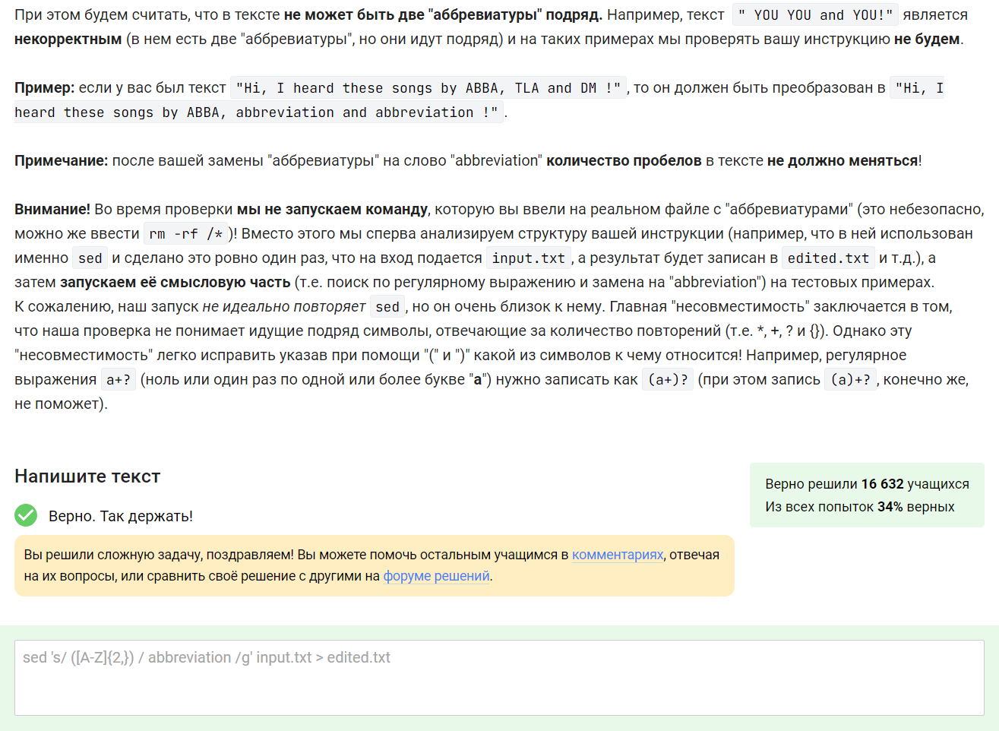 При этом будем считать, что в тексте не может быть две "аббревиатуры" подряд. Например, текст " YOU YOU and YOU!" является
некорректным (в нем есть две "аббревиатуры", но они идут подряд) и на таких примерах мы проверять вашу инструкцию не будем.
Пример: если у вас был текст "Hi, I heard these songs by ABBA, TLA and DM !", то он должен быть преобразован в "Hi, I
heard these songs by ABBA, abbreviation and abbreviation !".
Примечание: после вашей замены "аббревиатуры" на слово "abbreviation" количество пробелов в тексте не должно меняться!
Внимание! Во время проверки мы не запускаем команду, которую вы ввели на реальном файле с "аббревиатурами" (это небезопасно,
можно же ввести rm -rf /*)! Вместо этого мы сперва анализируем структуру вашей инструкции (например, что в ней использован
именно sed и сделано это ровно один раз, что на вход подается input.txt, а результат будет записан в edited.txt и т.д.), а
затем запускаем её смысловую часть (т.е. поиск по регулярному выражению и замена на "abbreviation") на тестовых примерах.
К сожалению, наш запуск не идеально повторяет sed, но он очень близок к нему. Главная "несовместимость" заключается в том,
что наша проверка не понимает идущие подряд символы, отвечающие за количество повторений (т.е. *, +, ? и {}). Однако эту
"несовместимость" легко исправить указав при помощи "(" и ")" какой из символов к чему относится! Например, регулярное
выражения a+? (ноль или один раз по одной или более букве "a") нужно записать как (a+)? (при этом запись (a)+?, конечно же,
не поможет).
Напишите текст
Верно решили 16 632 учащихся
Из всех попыток 34% верных
Верно. Так держать!
Вы решили сложную задачу, поздравляем! Вы можете помочь остальным учащимся в комментариях, отвечая
на их вопросы, или сравнить своё решение с другими на форуме решений.
sed 's/ ([A-Z]{2,}) / abbreviation /g' input.txt > edited.txt